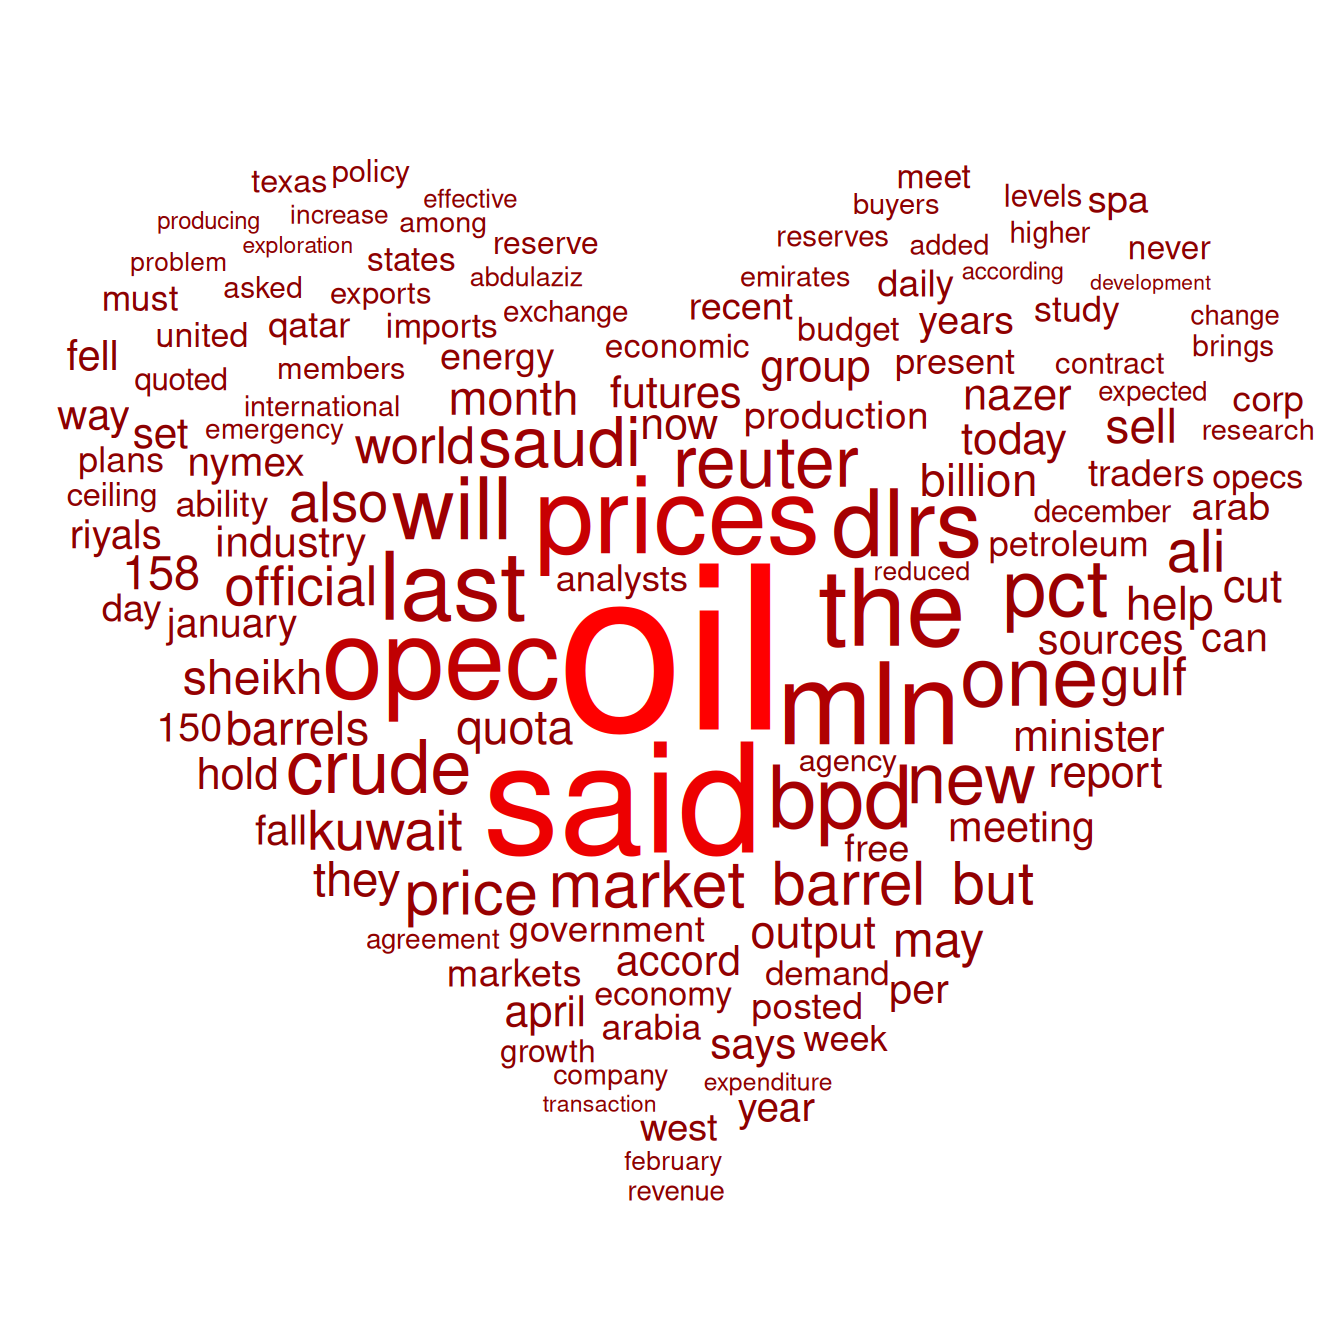 texas policy
meet
levels spa
effective
buyers
producing increase among
reserves added higher never
exploration reserve
problem states abdulaziz
emirates daily according development
must asked exports
recent study
united qatar imports exchange
budget years change
fell energy economic
group present contract brings
quoted members
month futures nazer expected corp
way international
set emergency world saudi now production today sell research
plans nymex reuter billion traders opecs
ceiling ability also will prices dlrs december arab
riyals industry petroleum ali
158 official last analysts reduced pct cut
day january oil the help
sources can
sheikh opec mln one gulf
150 barrels quota minister
hold crude said agency bpd new report
fall kuwait free meeting
they price market barrel but
agreement government output may
markets accord demand per
april economy posted
arabia says week
growth
company expenditure
transaction year
west
february
revenue